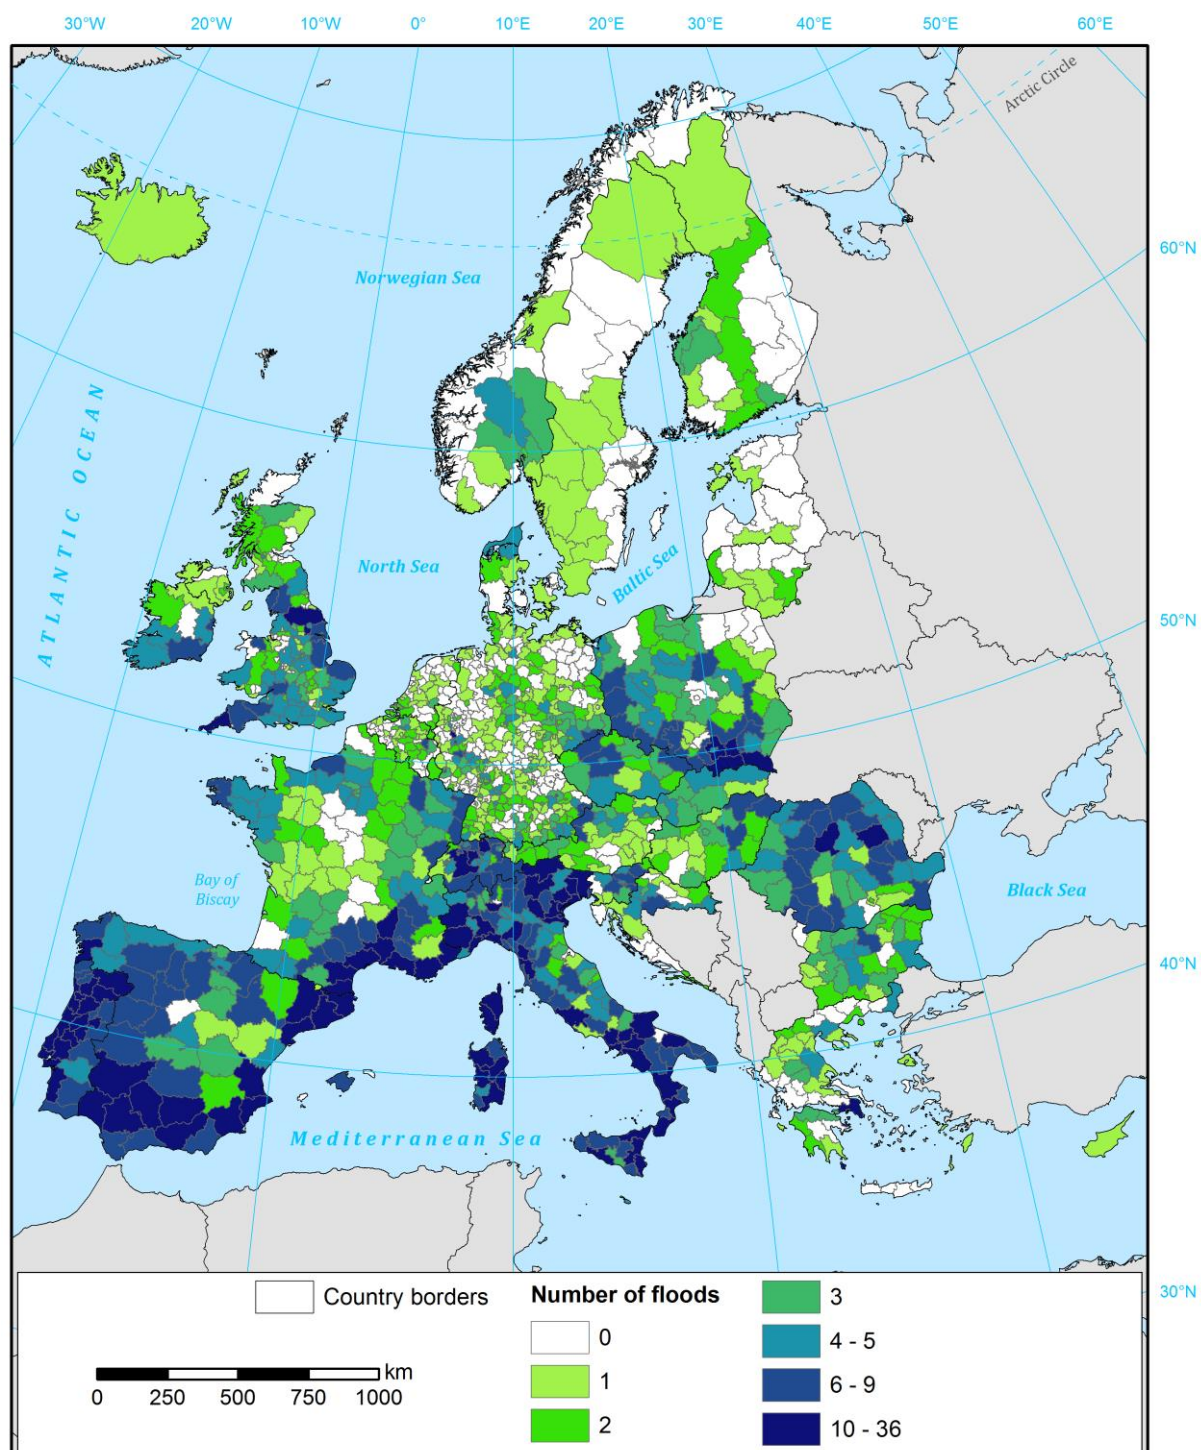 30°W 20°W 10°W 0° 10°E 20°E 30°E 40°E 50°E 60°E
Arctic Circle
60°N
Norwegian Sea
ATLANTIC OCEAN
North Sea
Baltic Sea
50°N
Bay of
Biscay
Black Sea
40°N
Mediterranean Sea
30°N
Country borders
km
0 250 500 750 1000
Number of floods
0
1
2
3
4 - 5
6 - 9
10 - 36